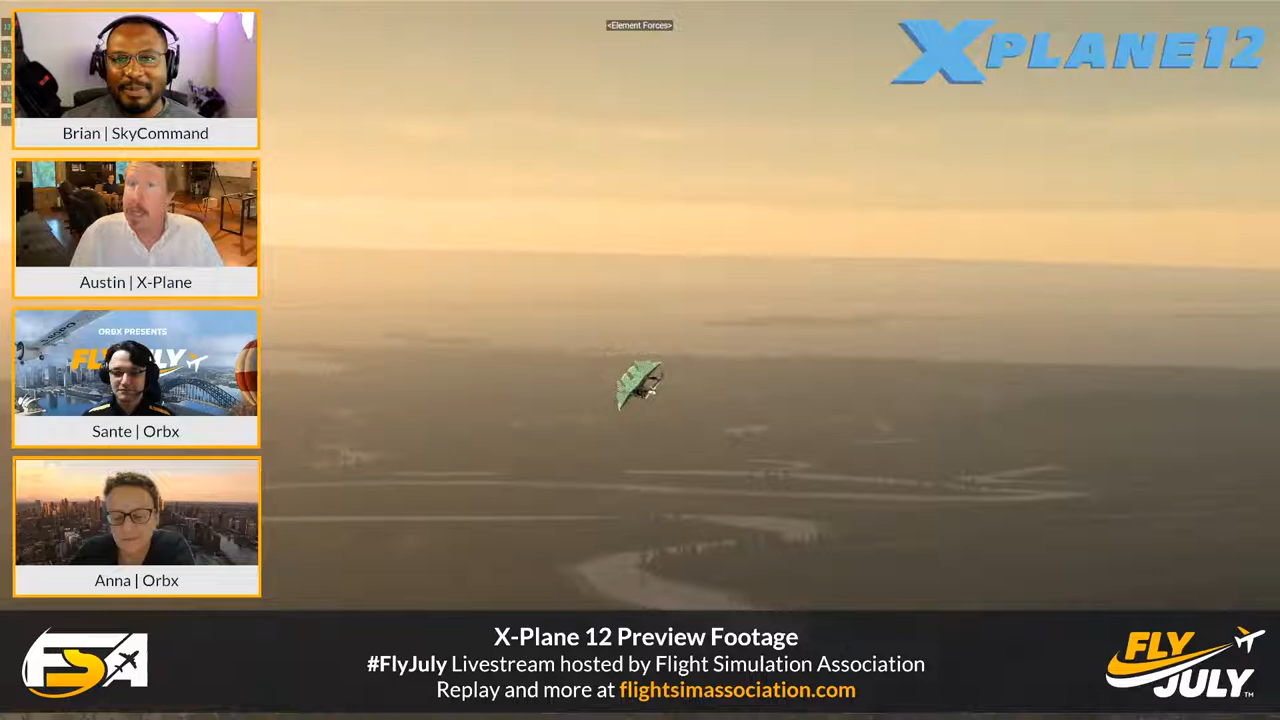 <Element Forces>
XPLANE12
Brian | SkyCommand
Austin | X-Plane
ORBX PRESENTS
Sante | Orbx
Anna | Orbx
FSA
X-Plane 12 Preview Footage
#FlyJuly Livestream hosted by Flight Simulation Association
Replay and more at flightsimassociation.com
FLY
JULY
TM